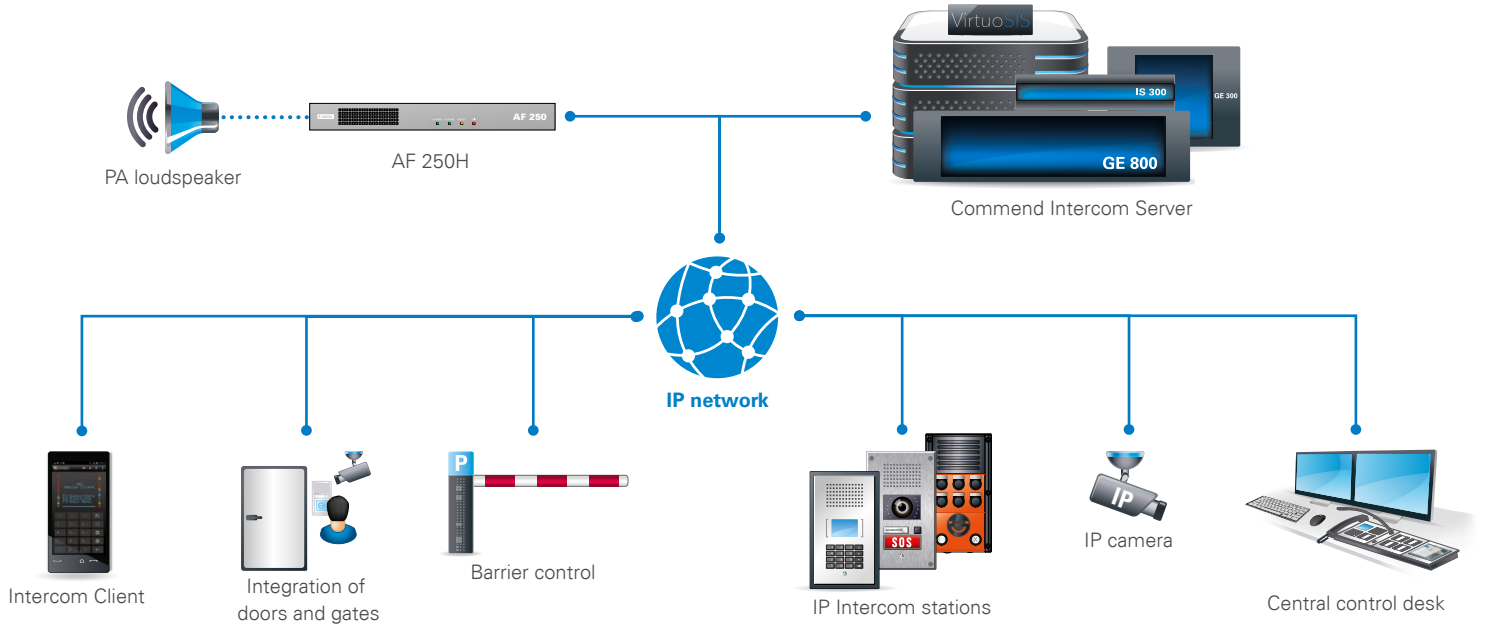 VirtuoSIS
IS 300
GE 300
AF 250
GE 800
PA loudspeaker
AF 250H
Commend Intercom Server
IP network
P
SOS
IP
Intercom Client
Integration of
doors and gates
Barrier control
IP Intercom stations
IP camera
Central control desk